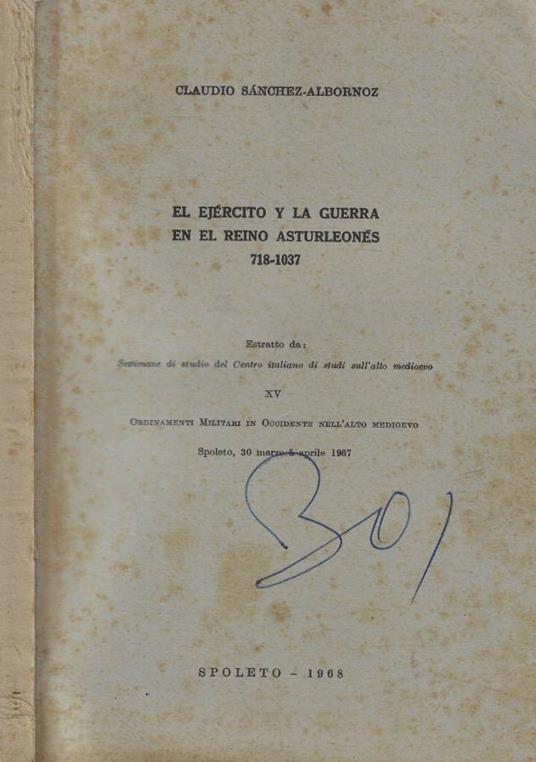 CLAUDIO SÁNCHEZ-ALBORNOZ
EL EJÉRCITO Y LA GUERRA
EN EL REINO ASTURLEONÉS
718-1037
Estratto da:
Settimane di studio del Centro italiano di studi sull'alto medioevo
XV
ORDINAMENTI MILITARI IN OCCIDENTE NELL'ALTO MEDIOEVO
Spoleto, 30 marzo-5 aprile 1967
SPOLETO - 1968